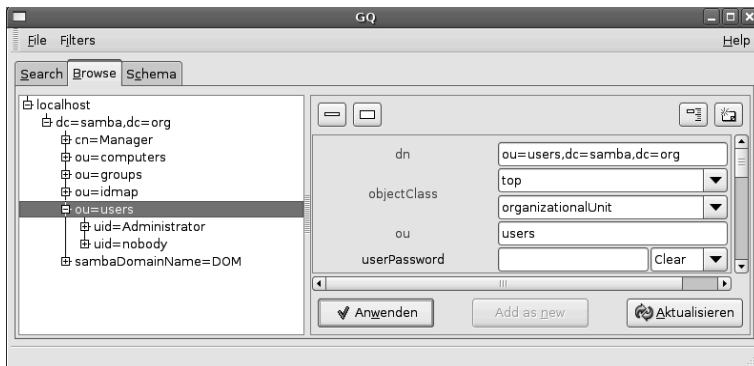 GQ
File Filters Help
Search Browse Schema
localhost
dc=samba,dc=org
cn=Manager
ou=computers
ou=groups
ou=idmap
ou=users
uid=Administrator
uid=nobody
sambaDomainName=DOM
dn ou=users,dc=samba,dc=org
objectClass top
organizationalUnit
ou users
userPassword Clear
Anwenden Add as new Aktualisieren